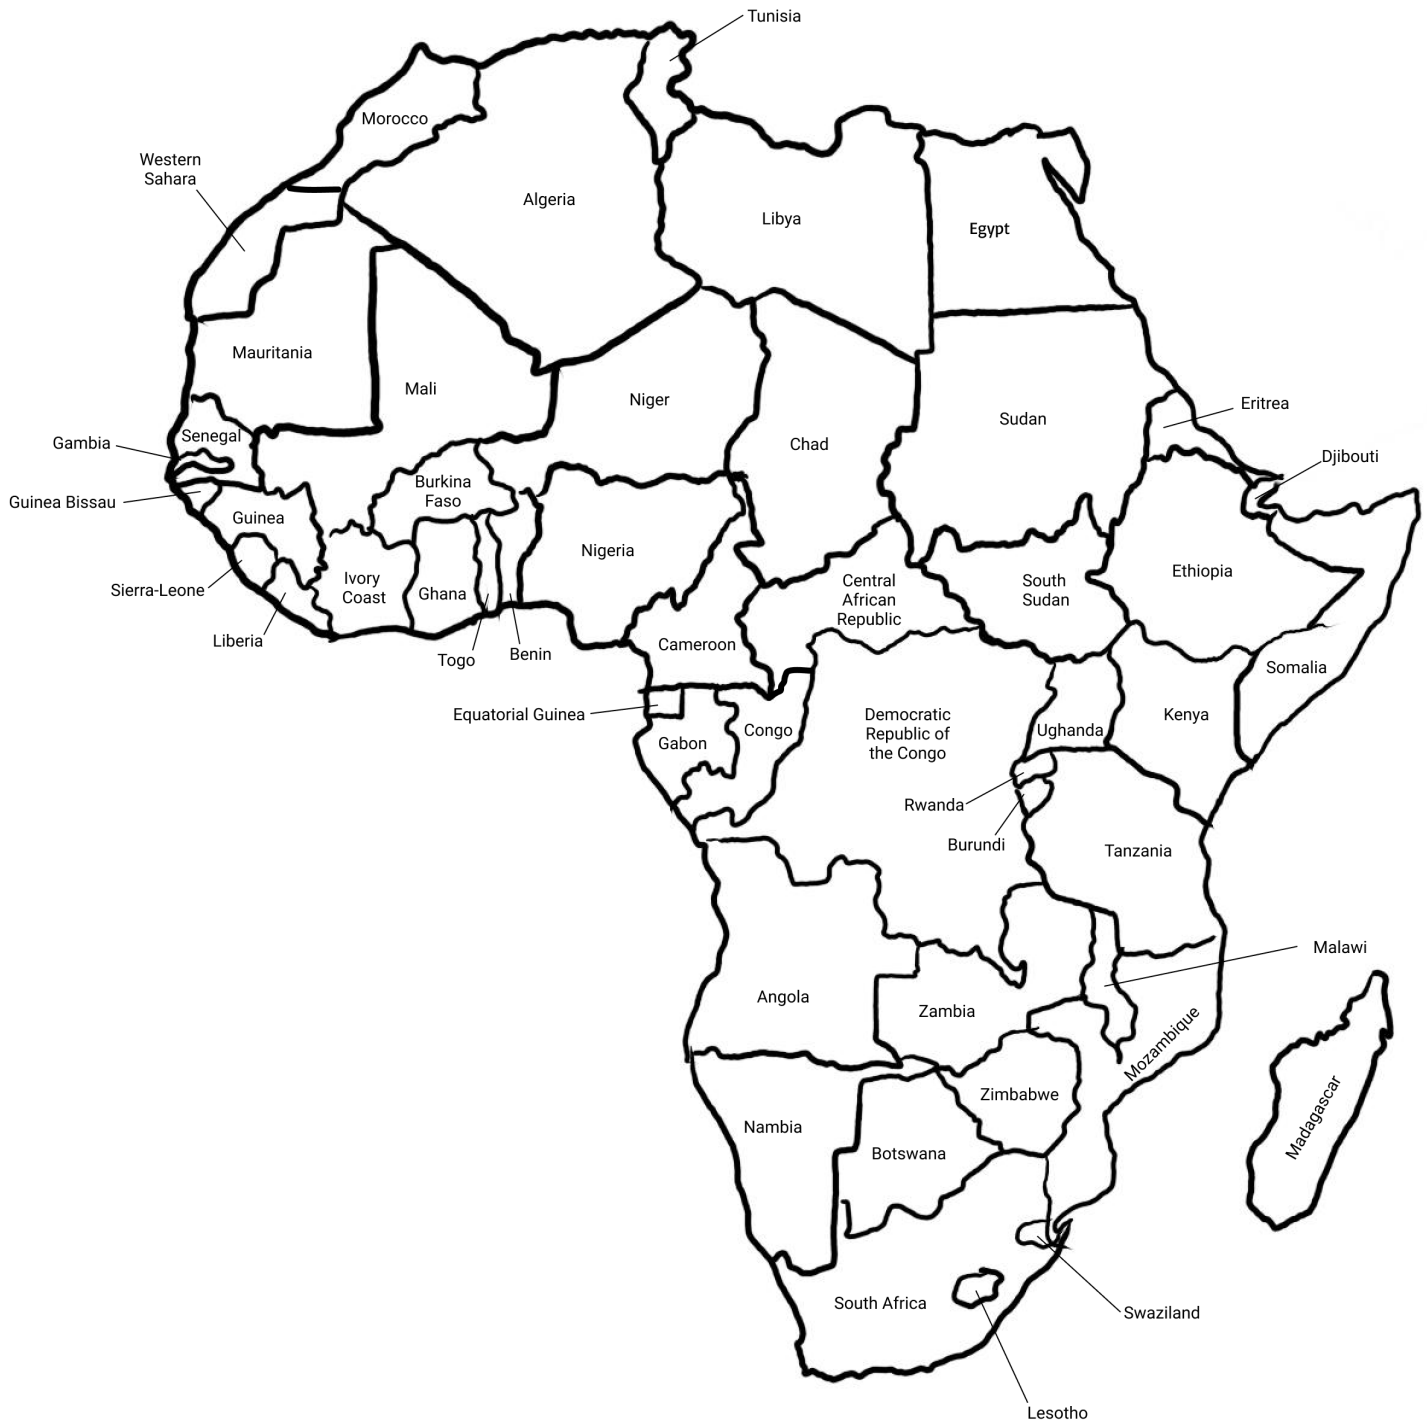 Tunisia
Morocco
Western
Sahara
Algeria
Libya
Egypt
Mauritania
Mali
Niger
Chad
Sudan
Eritrea
Senegal
Gambia
Djibouti
Burkina
Faso
Guinea Bissau
Guinea
Nigeria
Ethiopia
Sierra-Leone
Ivory
Coast
Ghana
Central
African
Republic
South
Sudan
Liberia
Togo
Benin
Cameroon
Somalia
Equatorial Guinea
Gabon
Congo
Democratic
Republic of
the Congo
Ughanda
Kenya
Rwanda
Burundi
Tanzania
Malawi
Angola
Zambia
Mozambique
Zimbabwe
Madagascar
Nambia
Botswana
South Africa
Swaziland
Lesotho